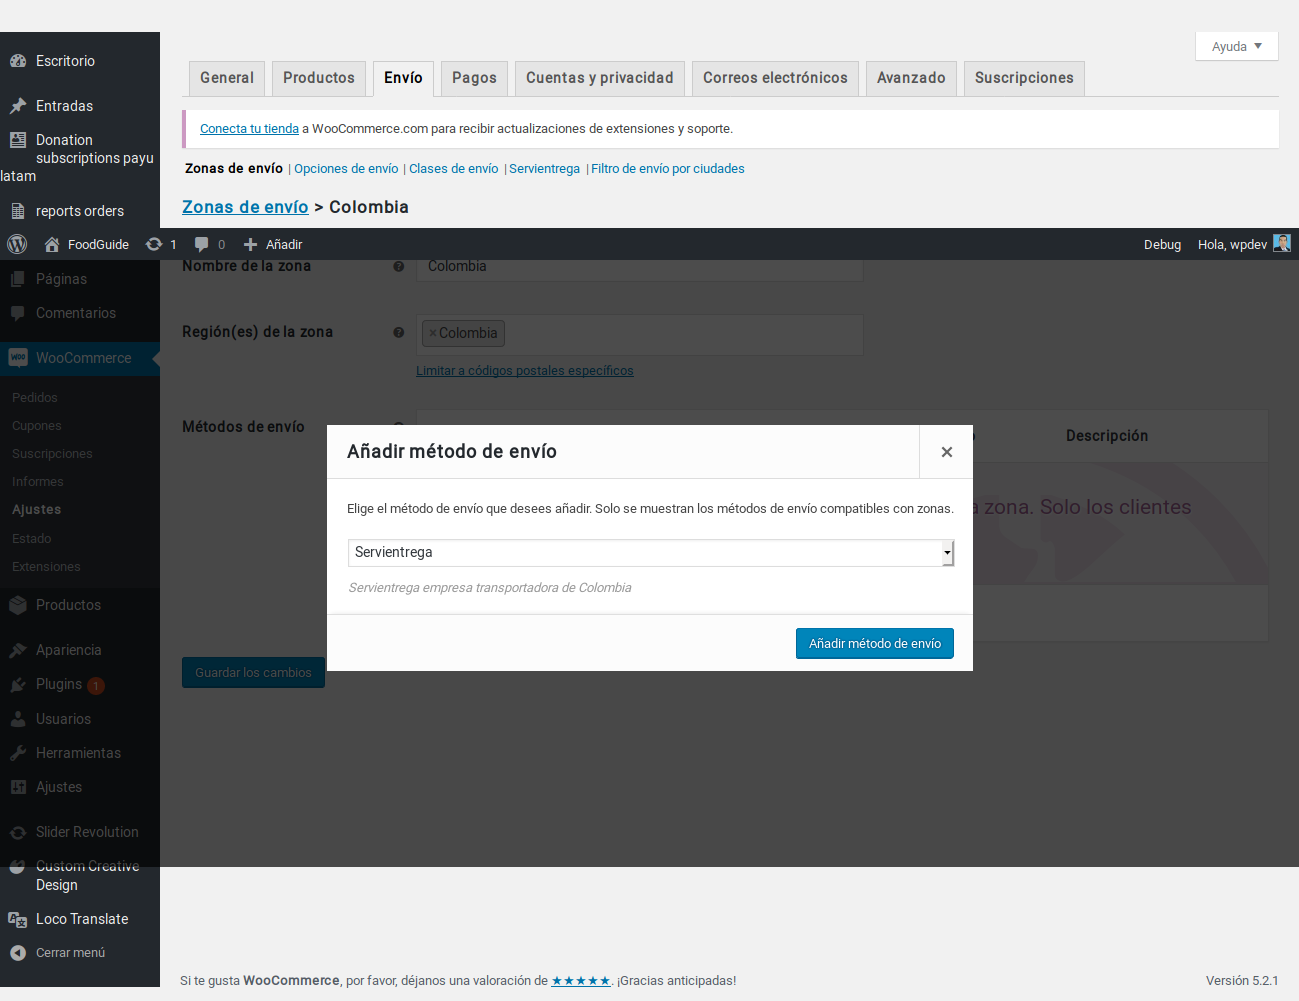 Ayuda
Escritorio
Entradas
Donation
subscriptions payu
latam
reports orders
General
Productos
Envío
Pagos
Cuentas y privacidad
Correos electrónicos
Avanzado
Suscripciones
Conecta tu tienda a WooCommerce.com para recibir actualizaciones de extensiones y soporte.
Zonas de envío | Opciones de envío | Clases de envío | Servientrega | Filtro de envío por ciudades
Zonas de envío > Colombia
FoodGuide 1 0 Añadir Debug Hola, wpdev
Páginas
Comentarios
WooCommerce
Pedidos
Cupones
Suscripciones
Informes
Ajustes
Estado
Extensiones
Productos
Apariencia
Plugins 1
Usuarios
Herramientas
Ajustes
Slider Revolution
Custom Creative
Design
Loco Translate
Cerrar menú
Nombre de la zona
Colombia
Región(es) de la zona
× Colombia
Limitar a códigos postales específicos
Métodos de envío
Descripción
a zona. Solo los clientes
Añadir método de envío
×
Elige el método de envío que desees añadir. Solo se muestran los métodos de envío compatibles con zonas.
Servientrega
Servientrega empresa transportadora de Colombia
Añadir método de envío
Guardar los cambios
Si te gusta WooCommerce, por favor, déjanos una valoración de ★★★★★. ¡Gracias anticipadas!
Versión 5.2.1